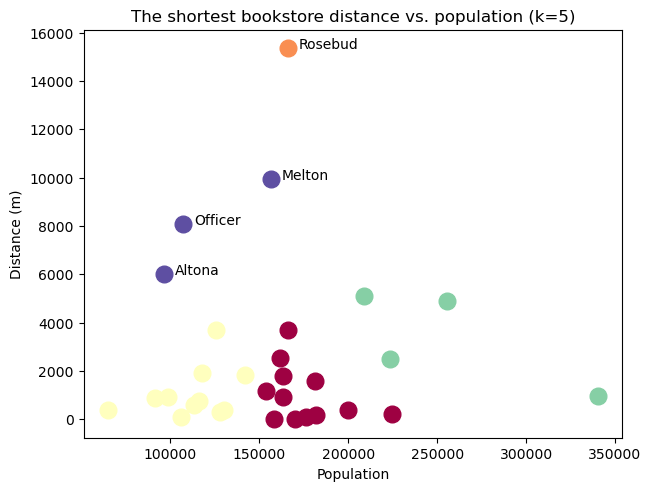 The shortest bookstore distance vs. population (k=5)
16000
Rosebud
14000
12000
10000
Melton
8000
Officer
6000
Altona
4000
2000
0
Distance (m)
100000 150000 200000 250000 300000 350000
Population